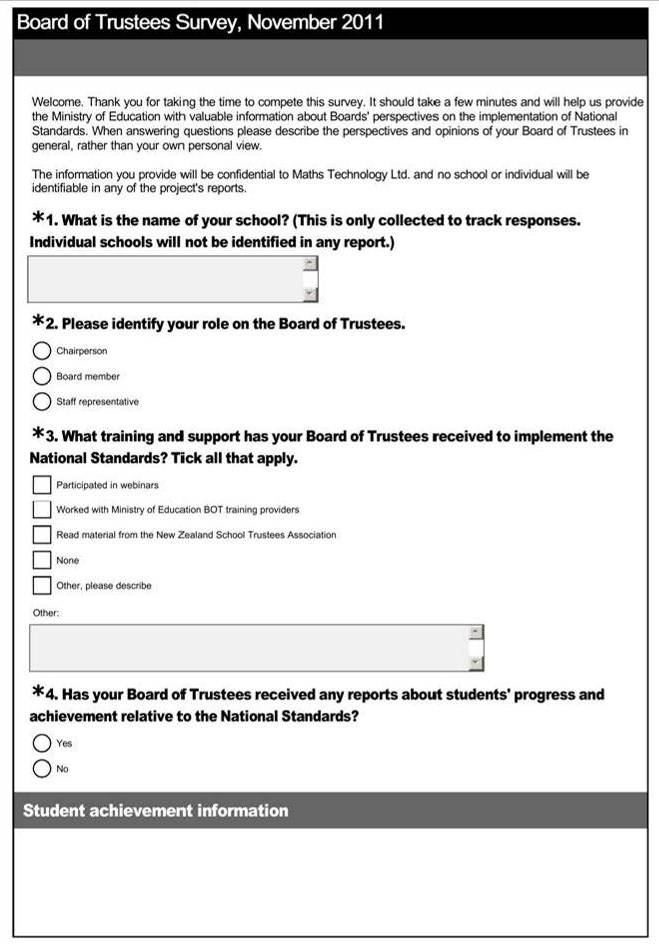 Board of Trustees Survey, November 2011
Welcome. Thank you for taking the time to compete this survey. It should take a few minutes and will help us provide
the Ministry of Education with valuable information about Boards' perspectives on the implementation of National
Standards. When answering questions please describe the perspectives and opinions of your Board of Trustees in
general, rather than your own personal view.
The information you provide will be confidential to Maths Technology Ltd. and no school or individual will be
identifiable in any of the project's reports.
*1. What is the name of your school? (This is only collected to track responses.
Individual schools will not be identified in any report.)
*2. Please identify your role on the Board of Trustees.
Chairperson
Board member
Staff representative
*3. What training and support has your Board of Trustees received to implement the
National Standards? Tick all that apply.
Participated in webinars
Worked with Ministry of Education BOT training providers
Read material from the New Zealand School Trustees Association
None
Other, please describe
Other:
*4. Has your Board of Trustees received any reports about students' progress and
achievement relative to the National Standards?
Yes
No
Student achievement information